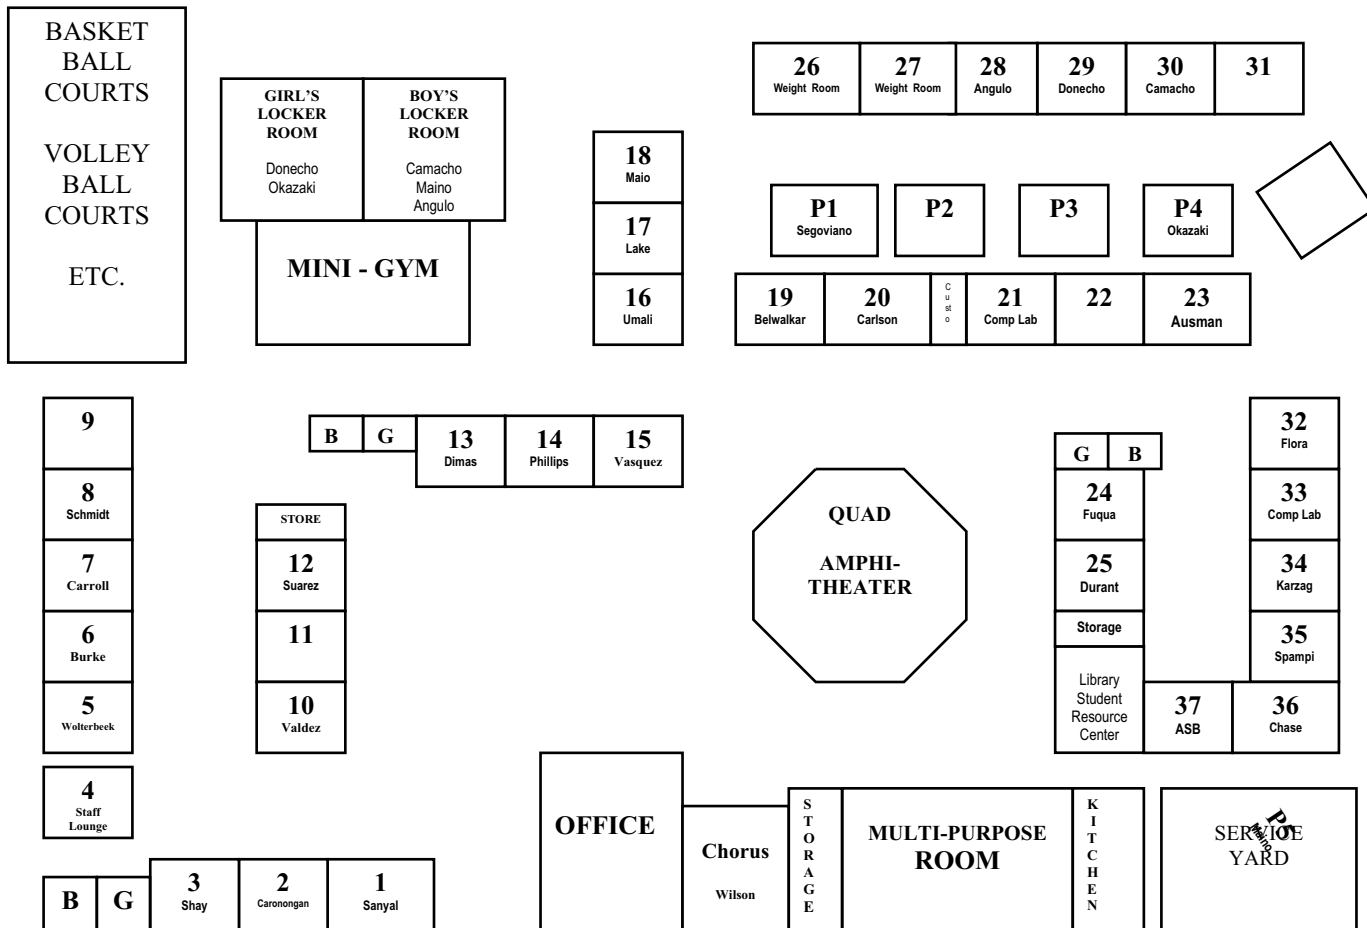 BASKET
BALL
COURTS
VOLLEY
BALL
COURTS
ETC.
GIRL'S
LOCKER
ROOM
Donecho
Okazaki
BOY'S
LOCKER
ROOM
Camacho
Maino
Angulo
MINI - GYM
18
Maio
17
Lake
16
Umali
26
Weight Room
27
Weight Room
28
Angulo
29
Donecho
30
Camacho
31
P1
Segoviano
P2
P3
P4
Okazaki
19
Belwalkar
20
Carlson
C
u
st
o
21
Comp Lab
22
23
Ausman
9
8
Schmidt
7
Carroll
6
Burke
5
Wolterbeek
4
Staff
Lounge
B
G
3
Shay
2
Caronongan
1
Sanyal
B
G
13
Dimas
14
Phillips
15
Vasquez
STORE
12
Suarez
11
10
Valdez
QUAD
AMPHI-
THEATER
G
B
24
Fuqua
25
Durant
Storage
Library
Student
Resource
Center
37
ASB
36
Chase
32
Flora
33
Comp Lab
34
Karzag
35
Spampi
OFFICE
Chorus
Wilson
S
T
O
R
A
G
E
MULTI-PURPOSE
ROOM
K
I
T
C
H
E
N
SERVICE
YARD
P5
Maino